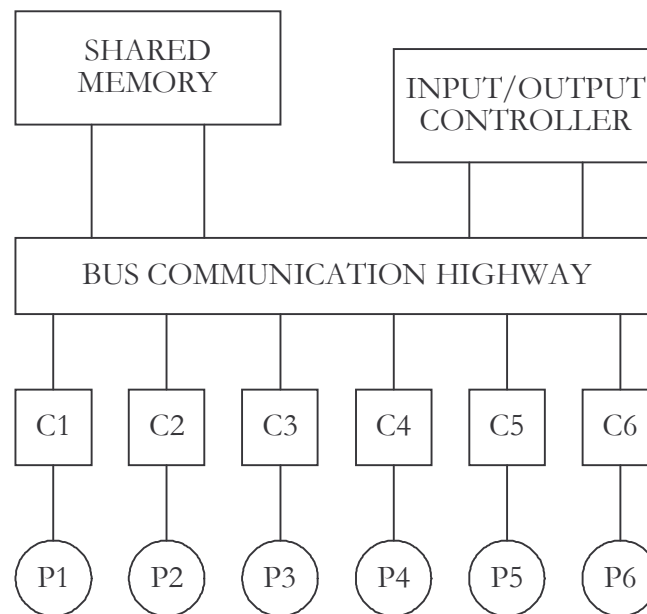 SHARED
MEMORY
INPUT/OUTPUT
CONTROLLER
BUS COMMUNICATION HIGHWAY
C1 C2 C3 C4 C5 C6
P1 P2 P3 P4 P5 P6